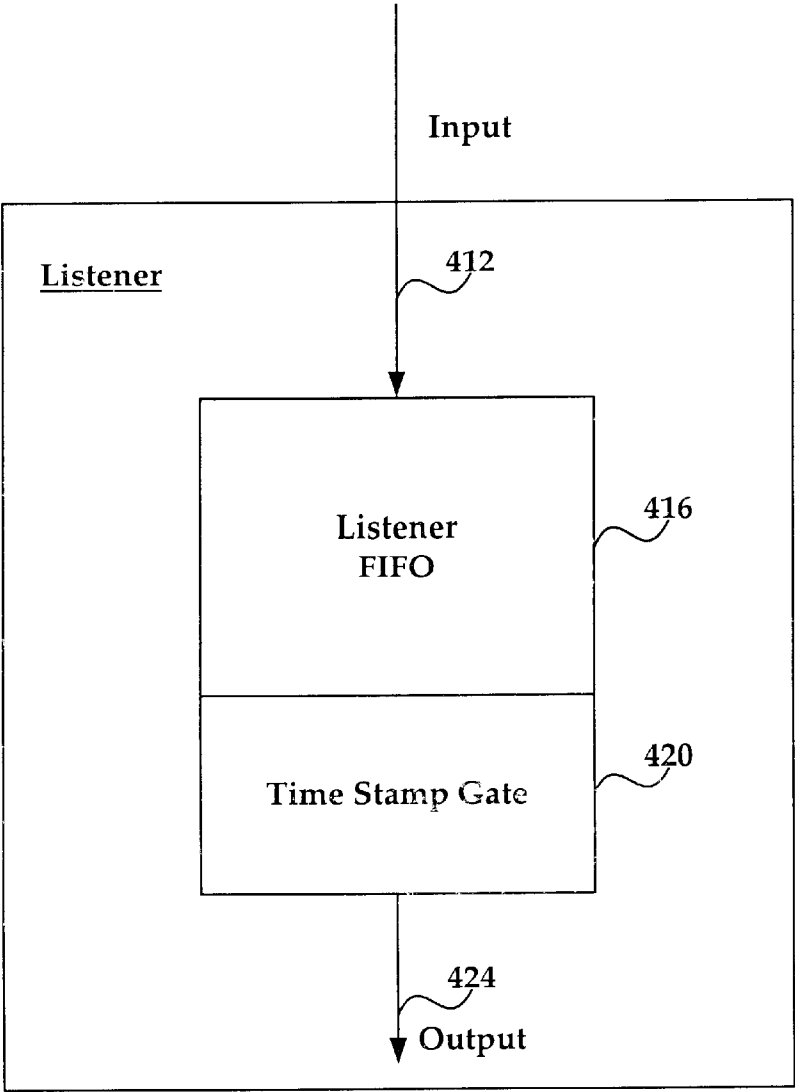 Input
Listener
412
Listener
FIFO
416
Time Stamp Gate
420
424
Output